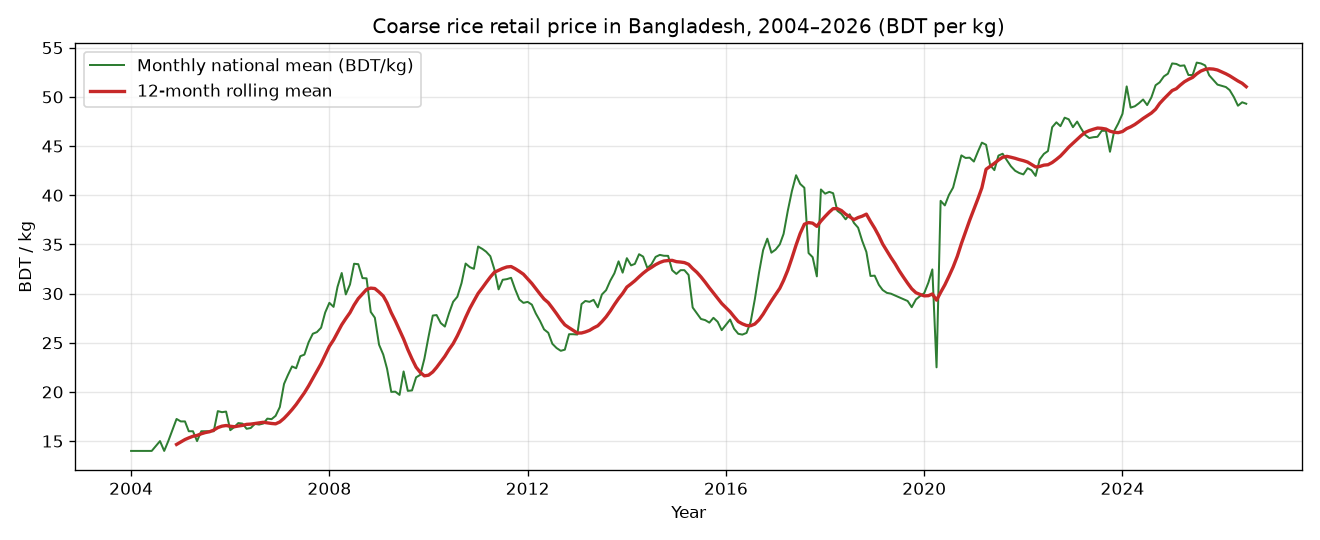 Coarse rice retail price in Bangladesh, 2004–2026 (BDT per kg)
Monthly national mean (BDT/kg)
12-month rolling mean
BDT / kg
55
50
45
40
35
30
25
20
15
2004 2008 2012 2016 2020 2024
Year